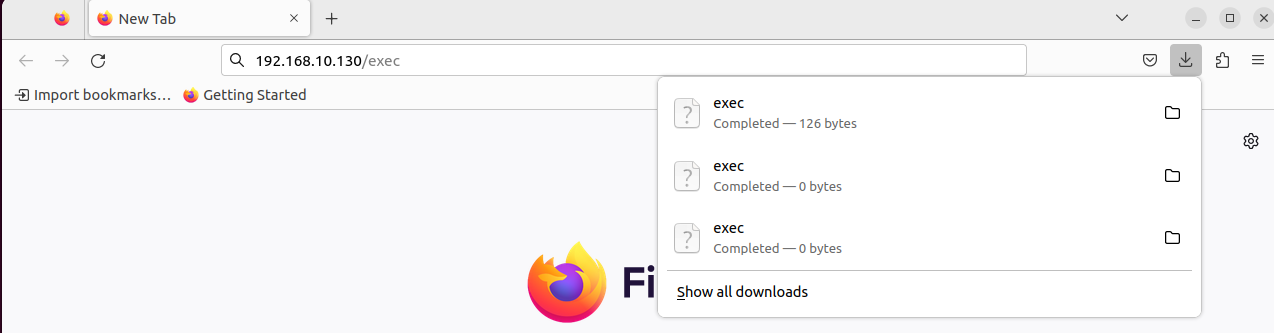 New Tab
192.168.10.130/exec
Import bookmarks…
Getting Started
exec
Completed — 126 bytes
exec
Completed — 0 bytes
exec
Completed — 0 bytes
Fi
Show all downloads